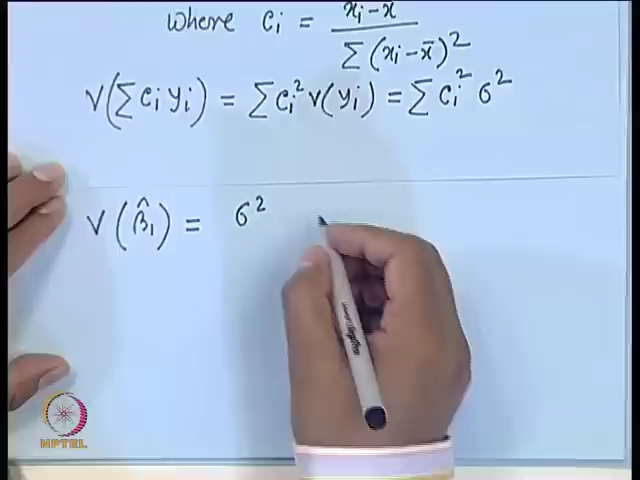 where cᵢ = xᵢ - x̄ / Σ(xᵢ - x̄)²
V(Σ cᵢ yᵢ) = Σ cᵢ² V(yᵢ) = Σ cᵢ² σ²
V(β̂₁) = σ²
NPTEL